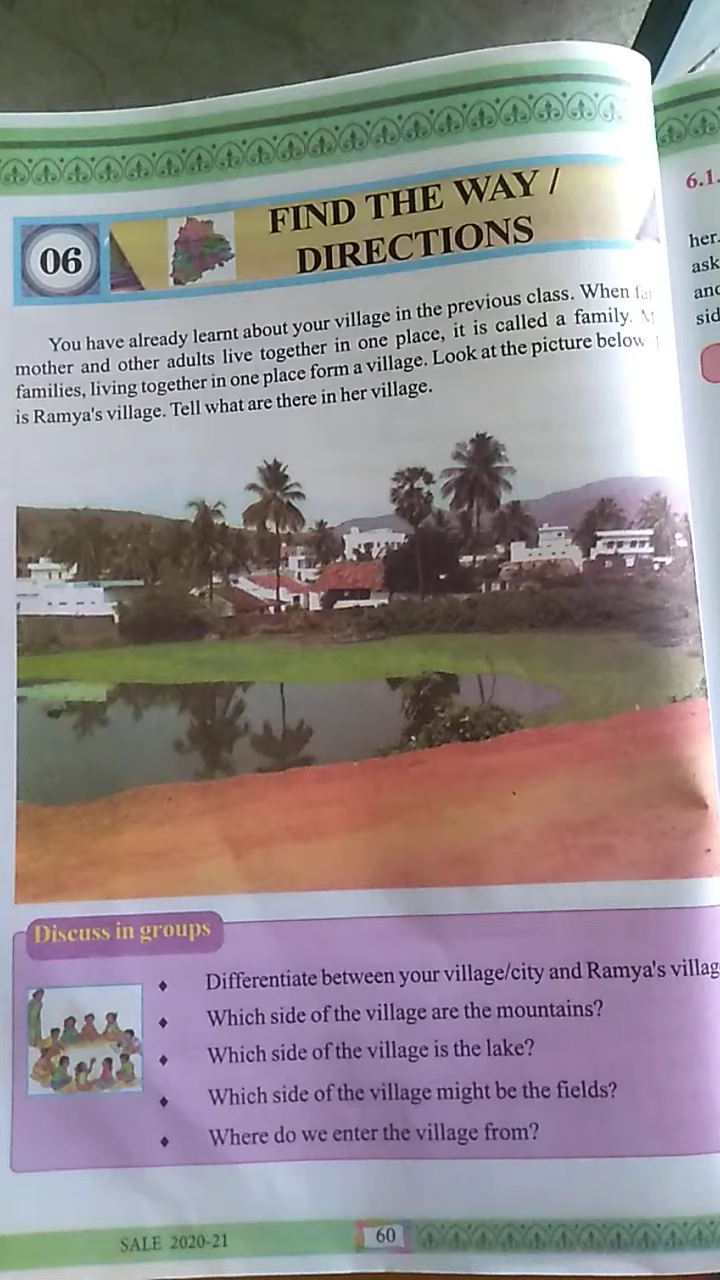 06
FIND THE WAY /
DIRECTIONS
You have already learnt about your village in the previous class. When
mother and other adults live together in one place, it is called a family.
families, living together in one place form a village. Look at the picture below
is Ramya's village. Tell what are there in her village.
Discuss in groups
♦ Differentiate between your village/city and Ramya's villag
♦ Which side of the village are the mountains?
♦ Which side of the village is the lake?
♦ Which side of the village might be the fields?
♦ Where do we enter the village from?
SALE 2020-21
60
6.1.
her.
ask
and
sid